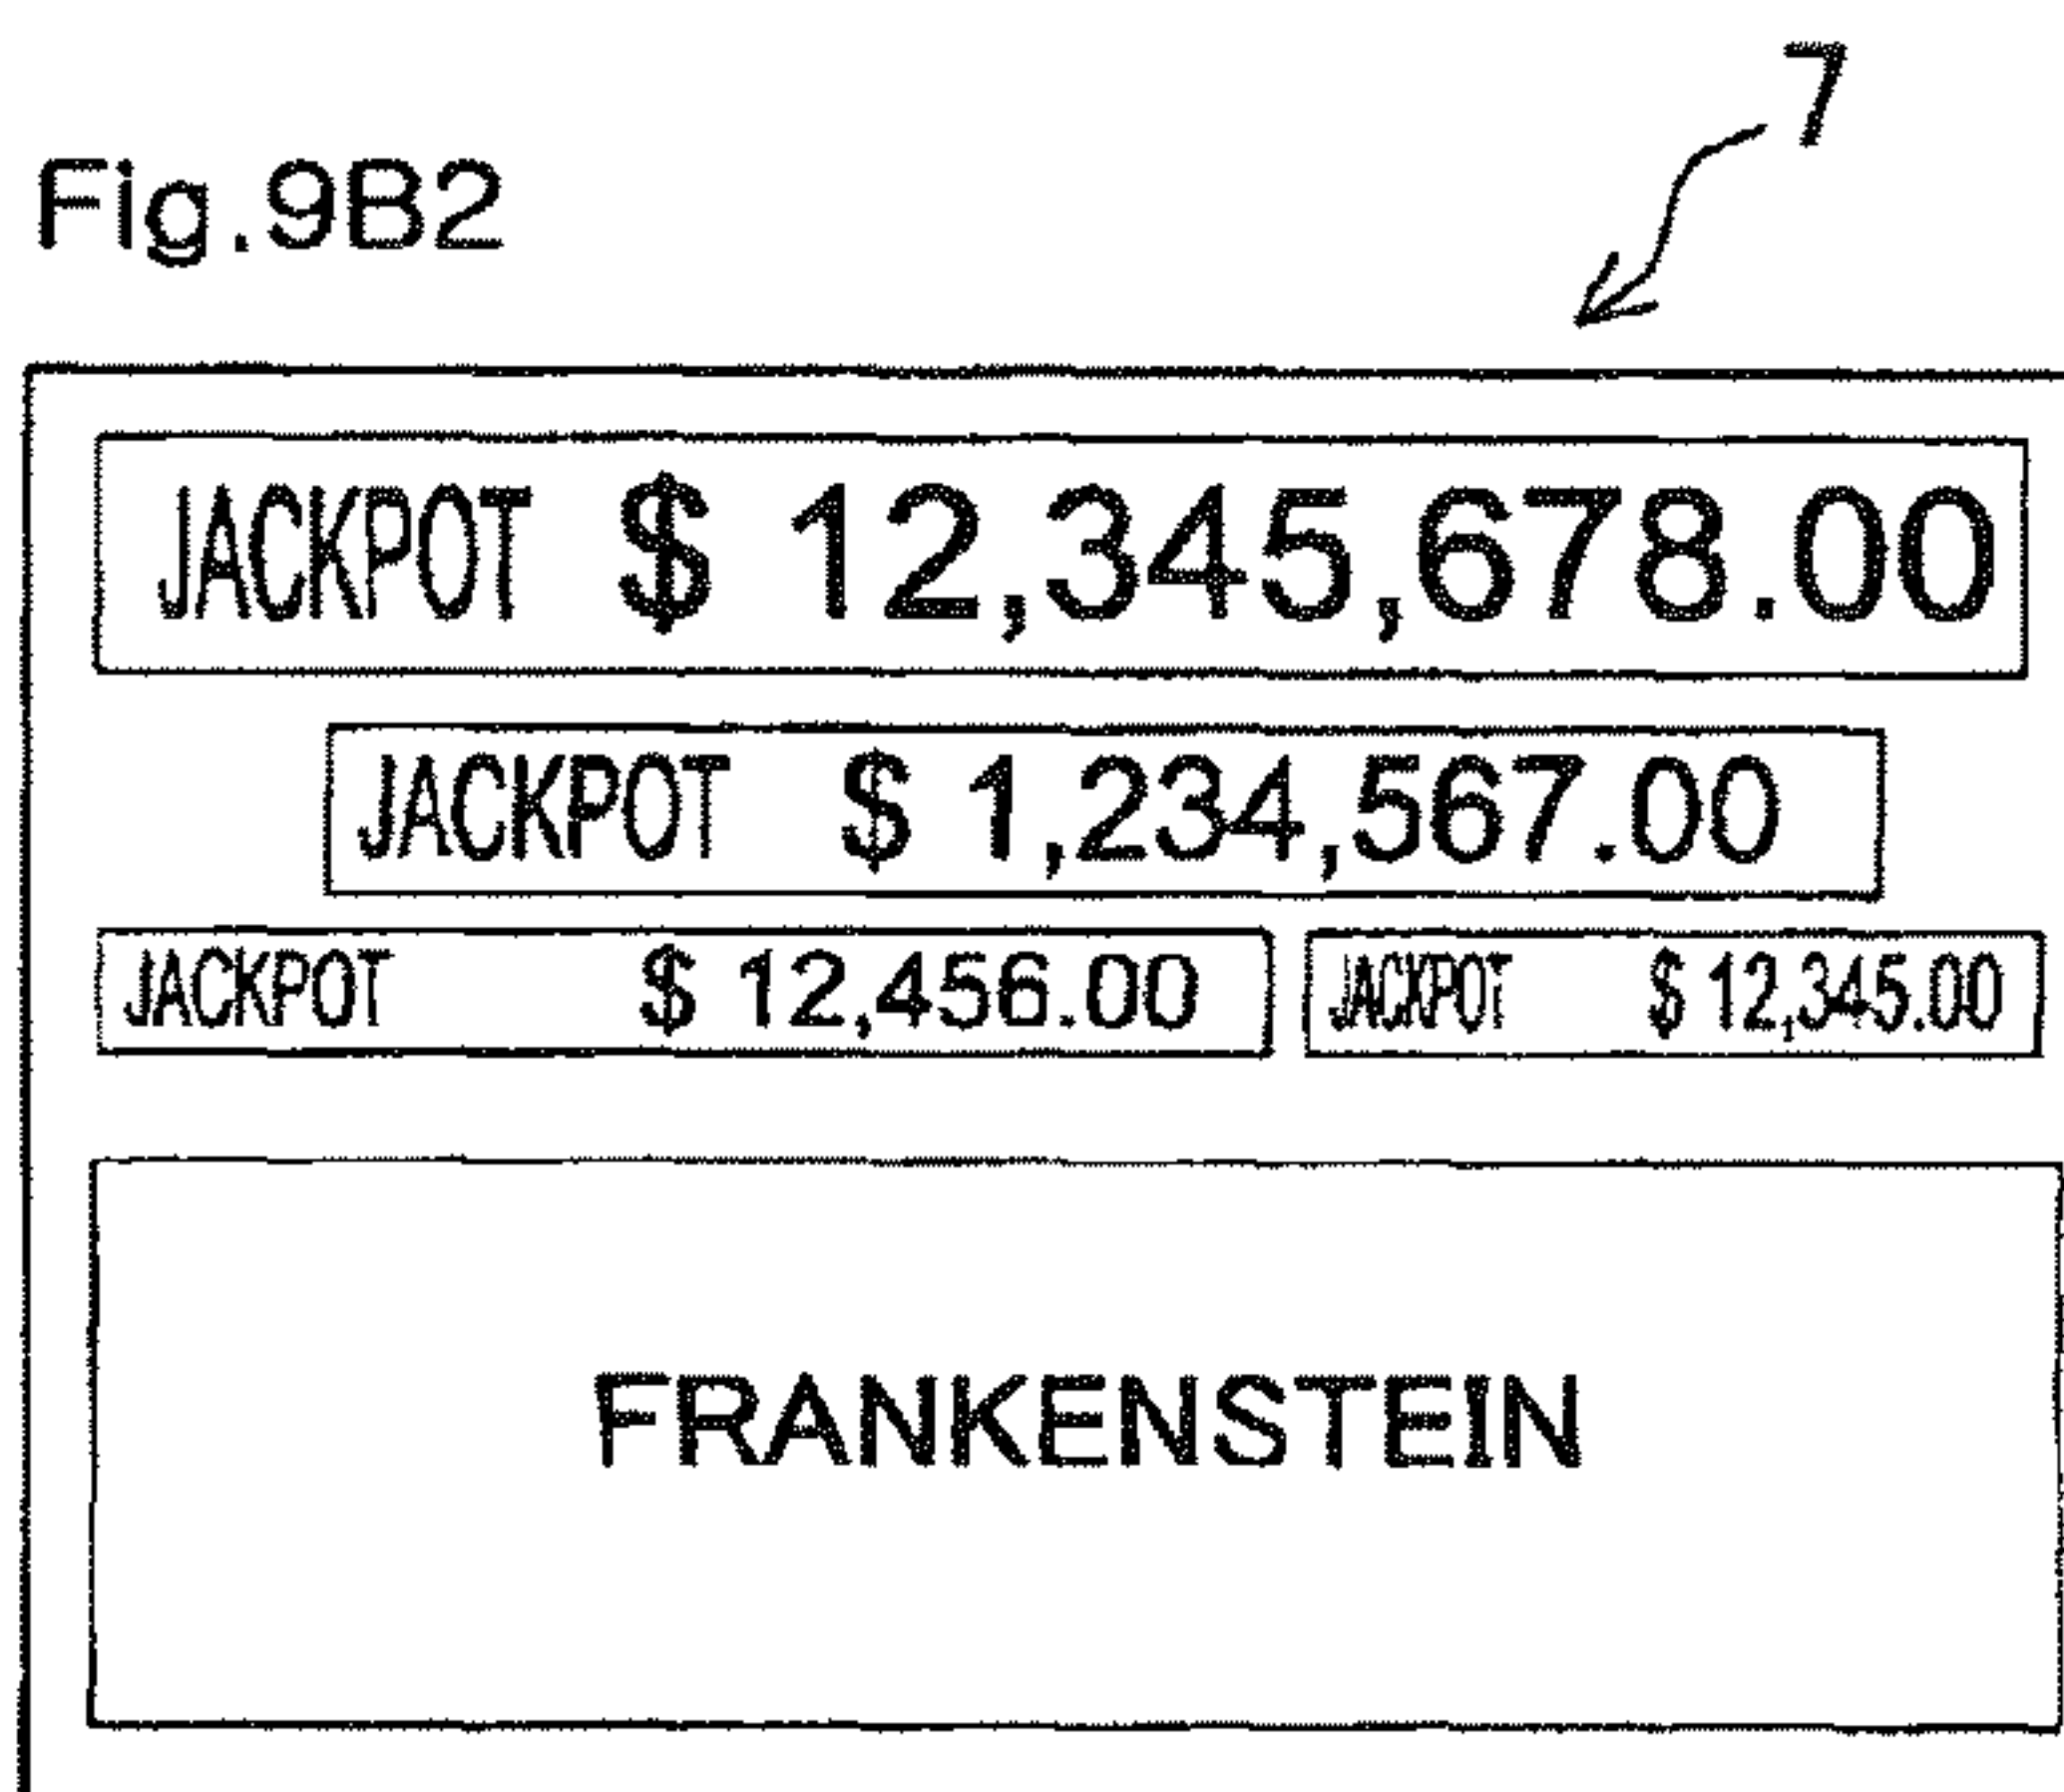 7
Fig.9B2
JACKPOT $ 12,345,678.00
JACKPOT $ 1,234,567.00
JACKPOT $ 12,456.00 JACKPOT $ 12,345.00
FRANKENSTEIN